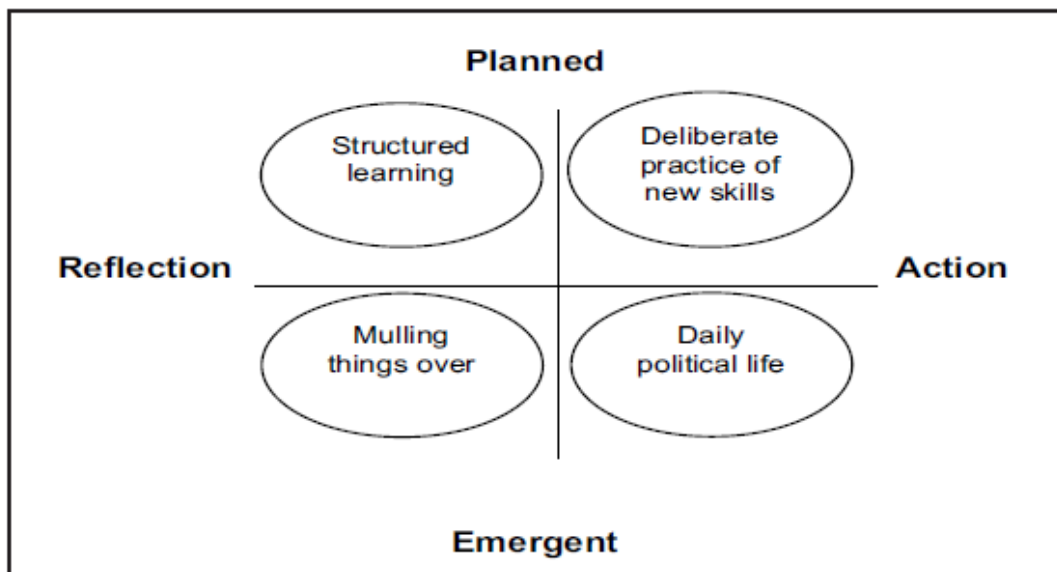 Planned
Structured
learning
Deliberate
practice of
new skills
Reflection
Action
Mulling
things over
Daily
political life
Emergent